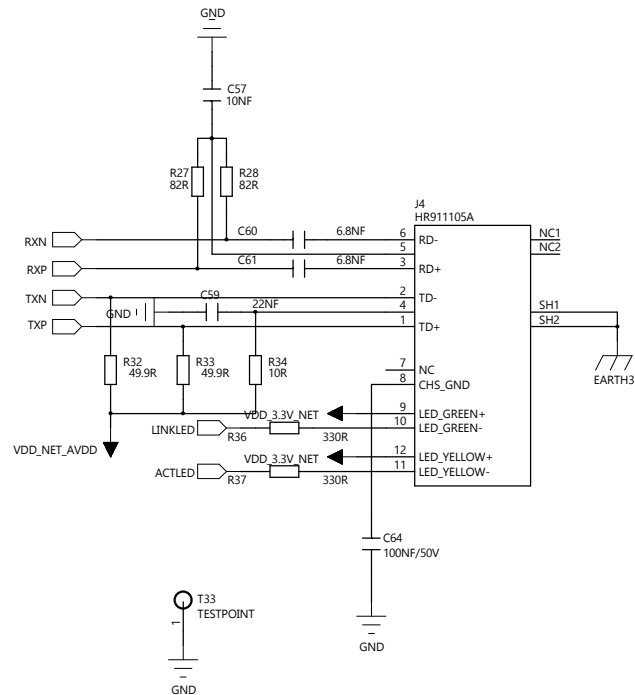 GND
C57
10NF
R27
82R
R28
82R
J4
HR911105A
RXN
C60
6.8NF
6
RD-
NC1
5
NC2
RXP
C61
6.8NF
3
RD+
TXN
C59
2
TD-
GND
22NF
4
SH1
TXP
1
TD+
SH2
R32
49.9R
R33
49.9R
R34
10R
7
NC
8
CHS_GND
EARTH3
VDD_3.3V_NET
9
LED_GREEN+
LINKLED
R36
330R
10
LED_GREEN-
VDD_NET_AVDD
VDD_3.3V_NET
12
LED_YELLOW+
ACTLED
R37
330R
11
LED_YELLOW-
C64
100NF/50V
T33
TESTPOINT
1
GND
GND